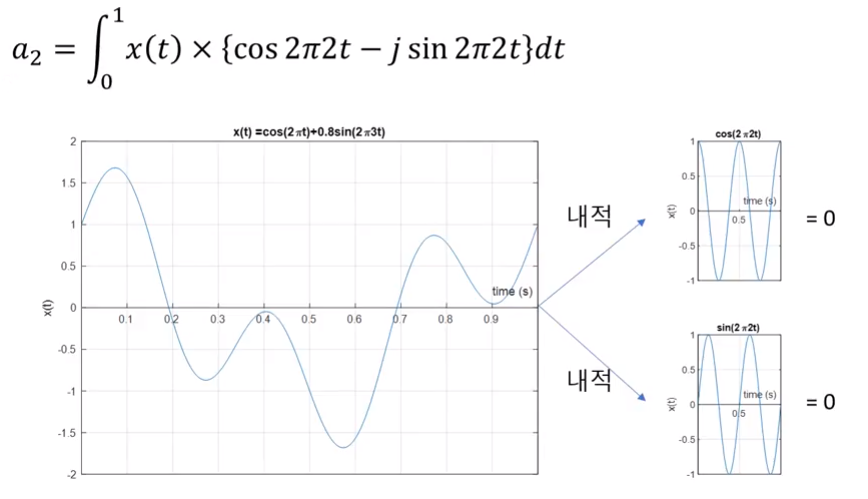 a₂ = ∫₀¹ x(t) × {cos 2π2t − j sin 2π2t}dt
x(t) =cos(2πt)+0.8sin(2π3t)
2
1.5
1
0.5
0
-0.5
-1
-1.5
-2
x(t)
0.1 0.2 0.3 0.4 0.5 0.6 0.7 0.8 0.9
time (s)
내적
내적
cos(2π2t)
1
0.5
0
-0.5
-1
x(t)
time (s)
0.5
= 0
sin(2π2t)
1
0.5
0
-0.5
-1
x(t)
time (s)
0.5
= 0